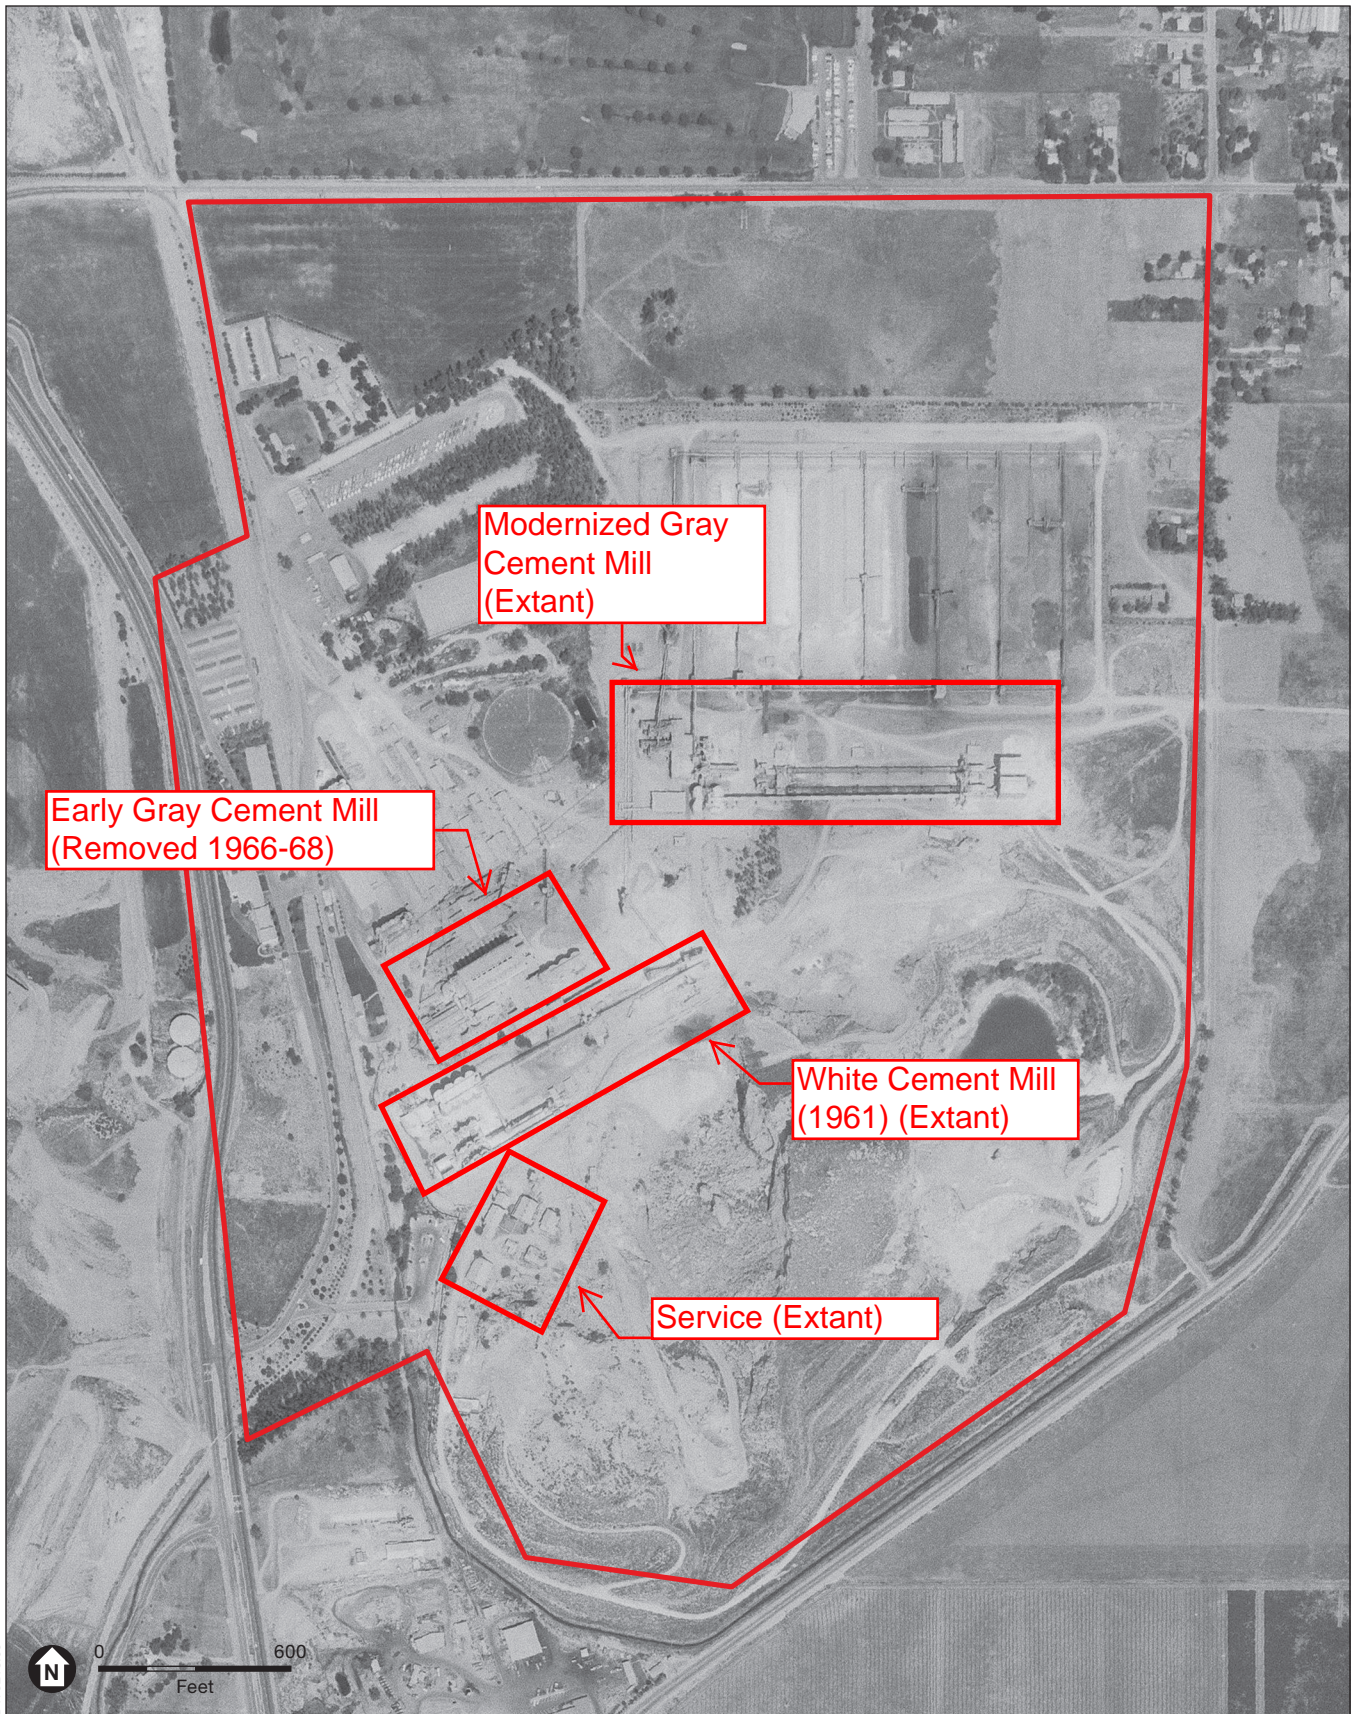 Modernized Gray
Cement Mill
(Extant)
Early Gray Cement Mill
(Removed 1966-68)
White Cement Mill
(1961) (Extant)
Service (Extant)
N
0 600
Feet